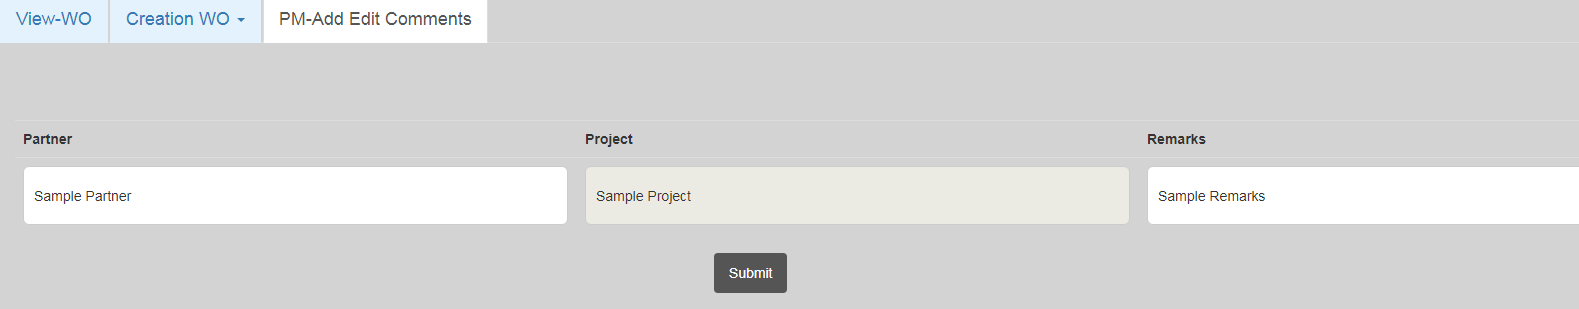 View-WO Creation WO PM-Add Edit Comments
Partner Project Remarks
Sample Partner Sample Project Sample Remarks
Submit